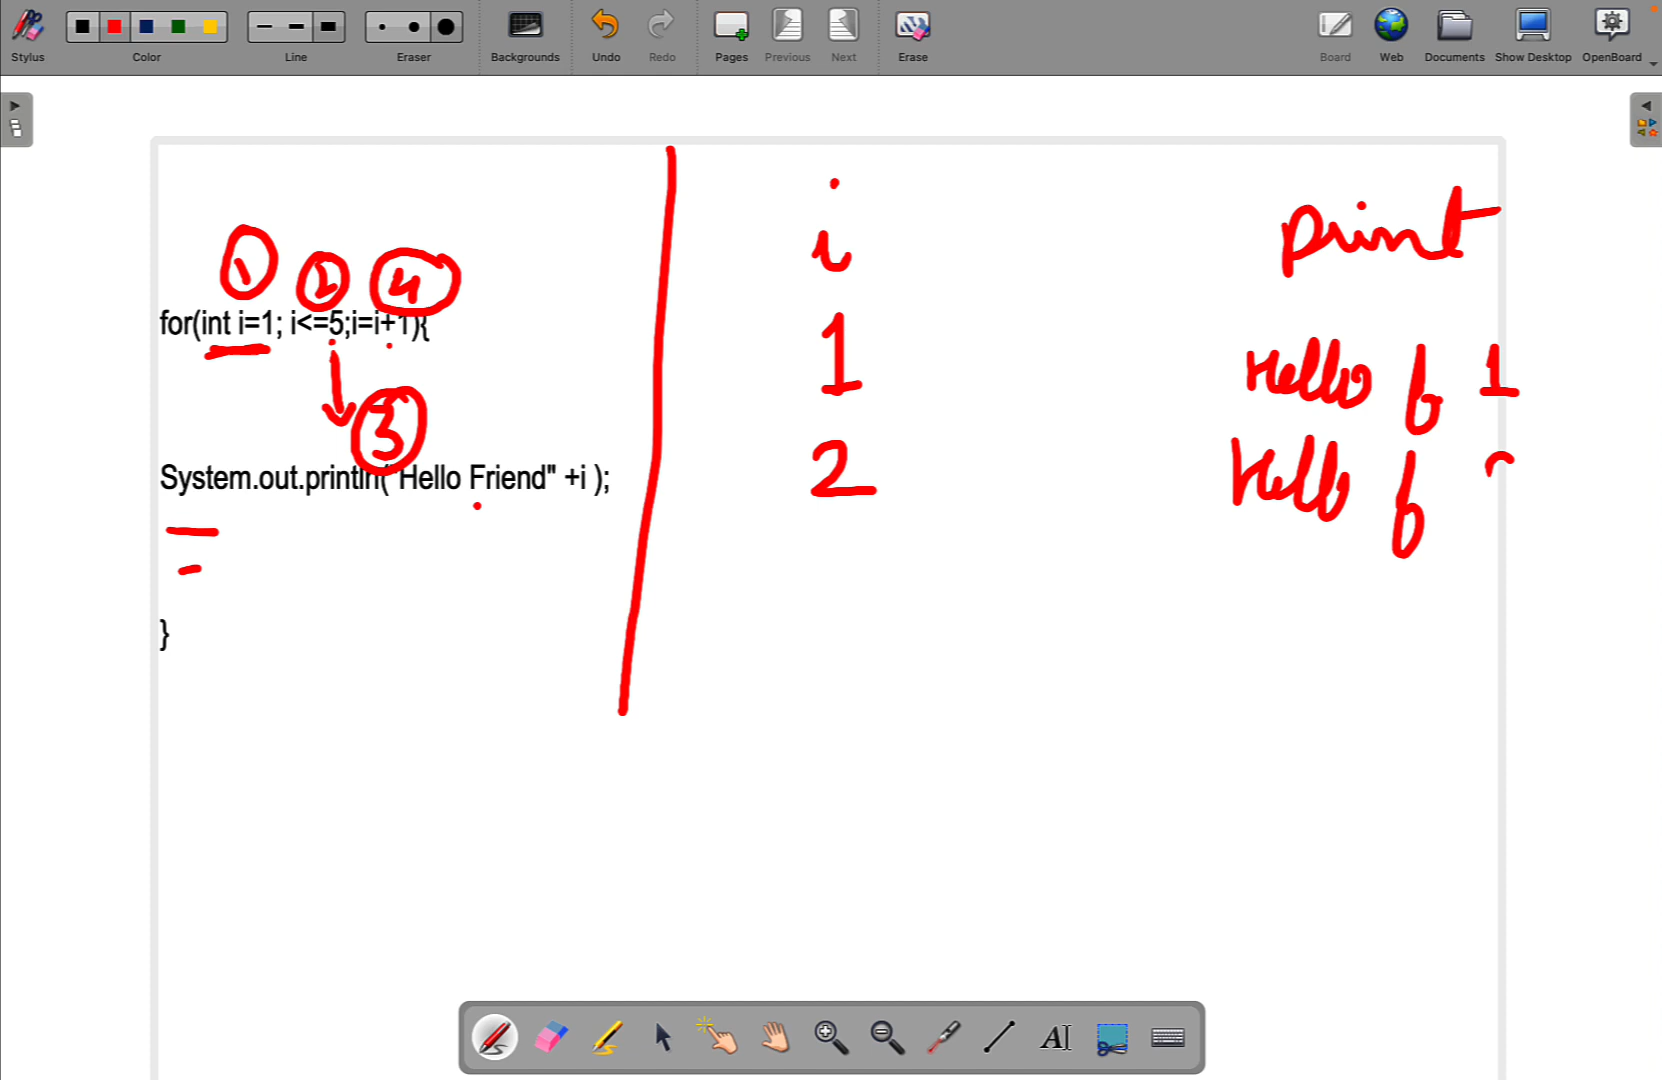 Stylus Color Line Eraser Backgrounds Undo Redo Pages Previous Next Erase Board Web Documents Show Desktop OpenBoard
i print
1 2 4
for(int i=1; i<=5;i=i+1){
1 Hello f 1
3
System.out.println("Hello Friend" +i );
2 Hello f
}